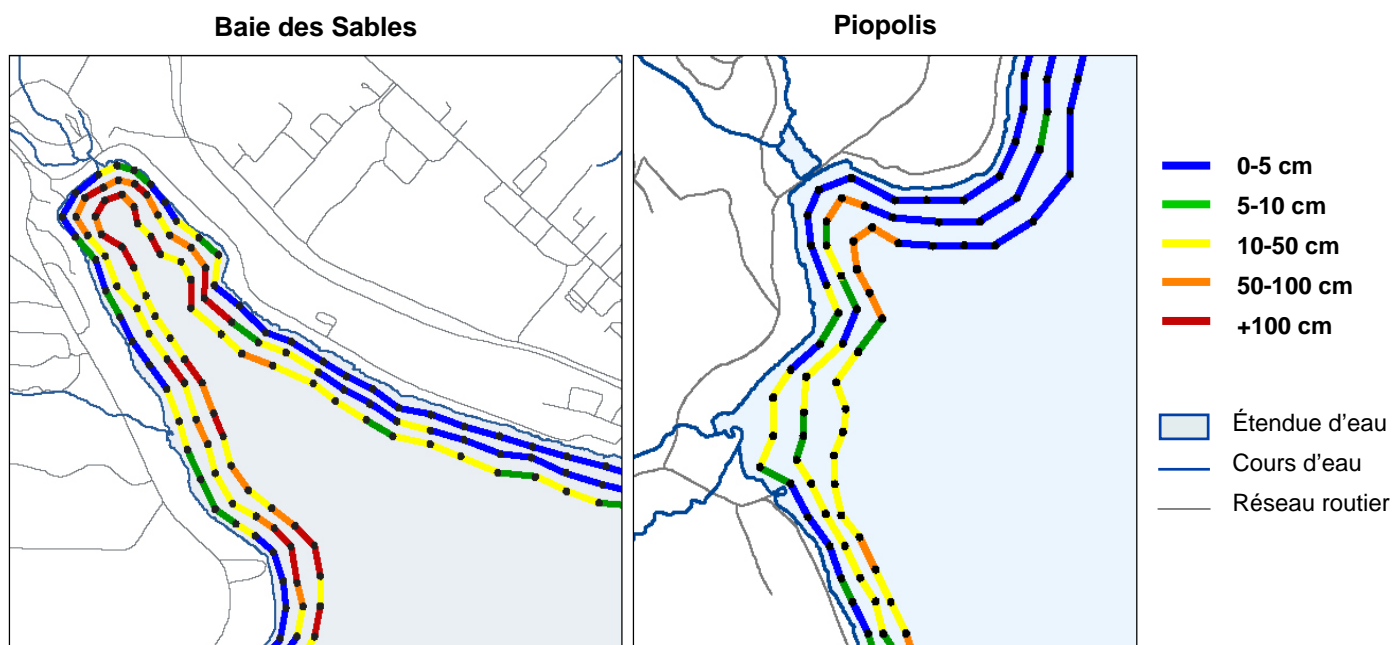 Baie des Sables
Piopolis
0-5 cm
5-10 cm
10-50 cm
50-100 cm
+100 cm
Étendue d'eau
Cours d'eau
Réseau routier